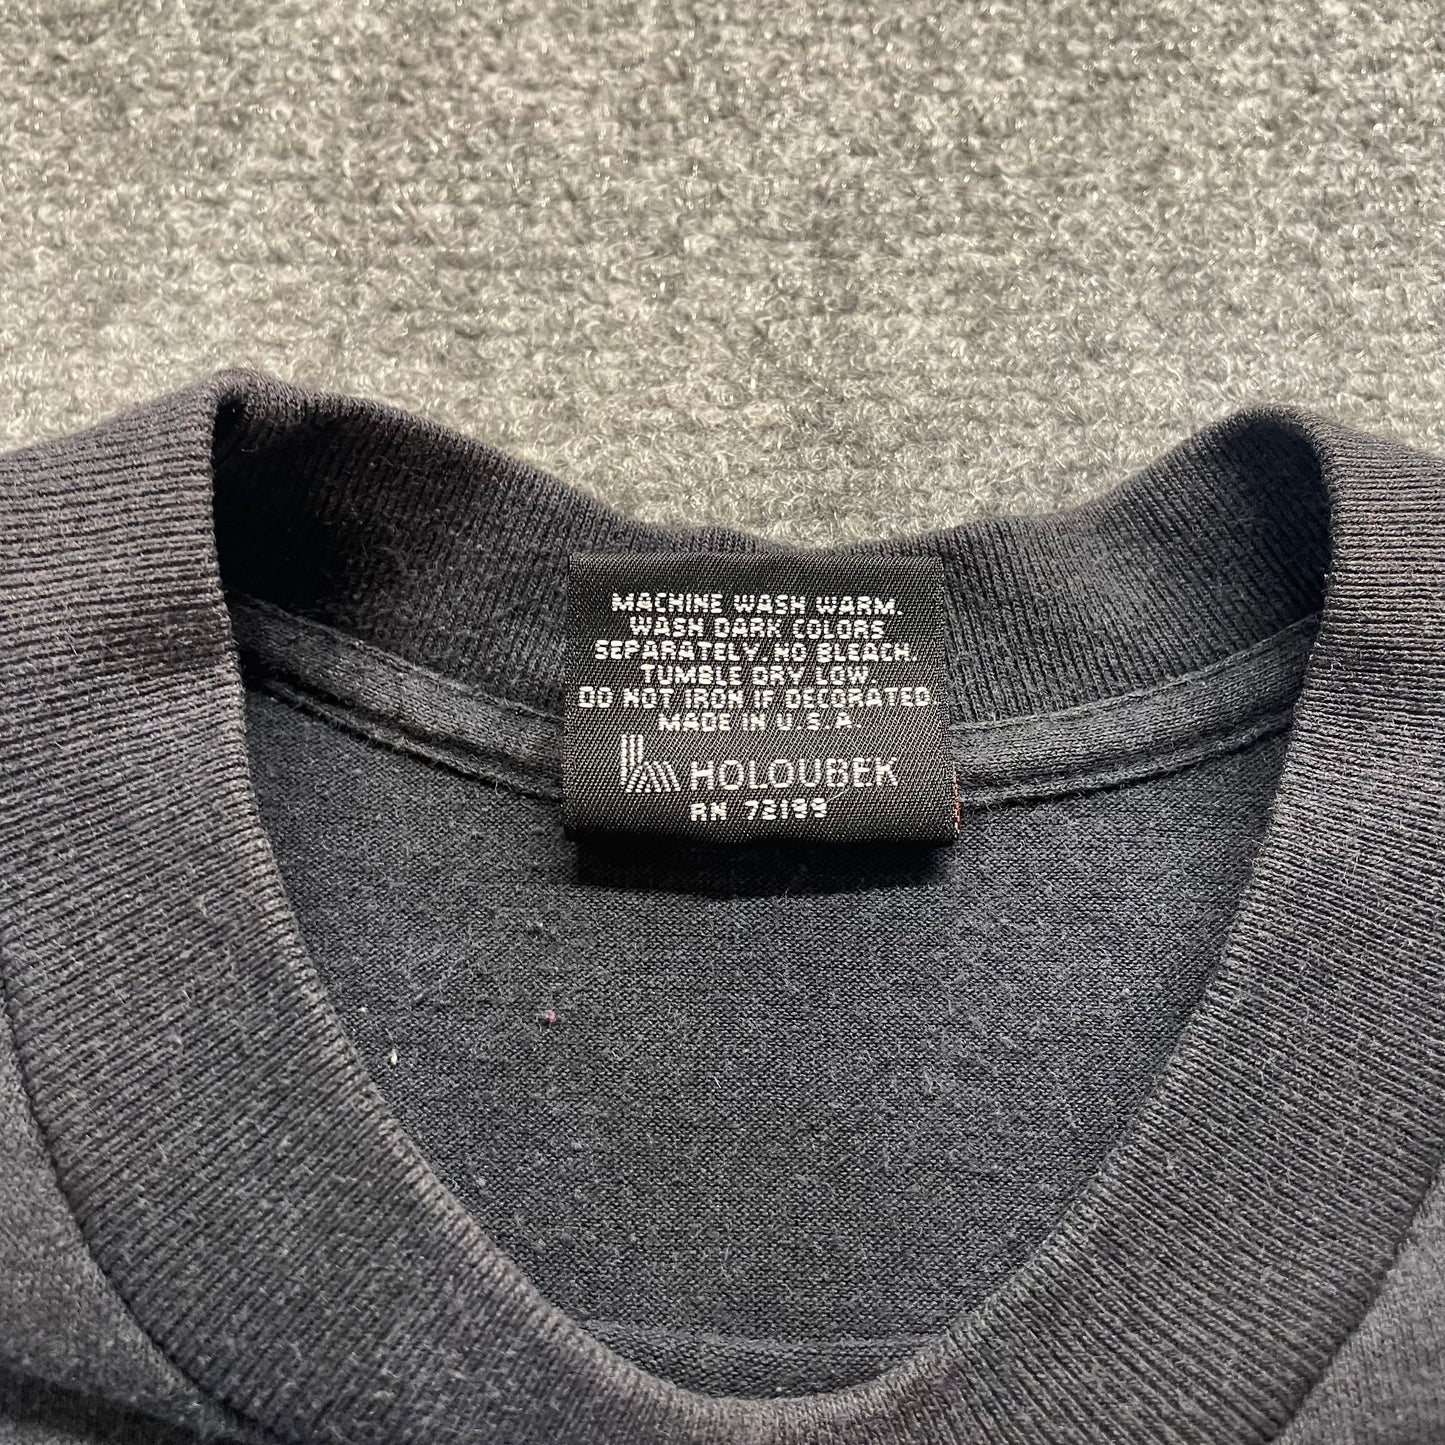 MACHINE WASH WARM.
WASH DARK COLORS
SEPARATELY. NO BLEACH.
TUMBLE DRY LOW
DO NOT IRON IF DECORATED
MADE IN U.S.A
HOLOUBEK
RN 72199